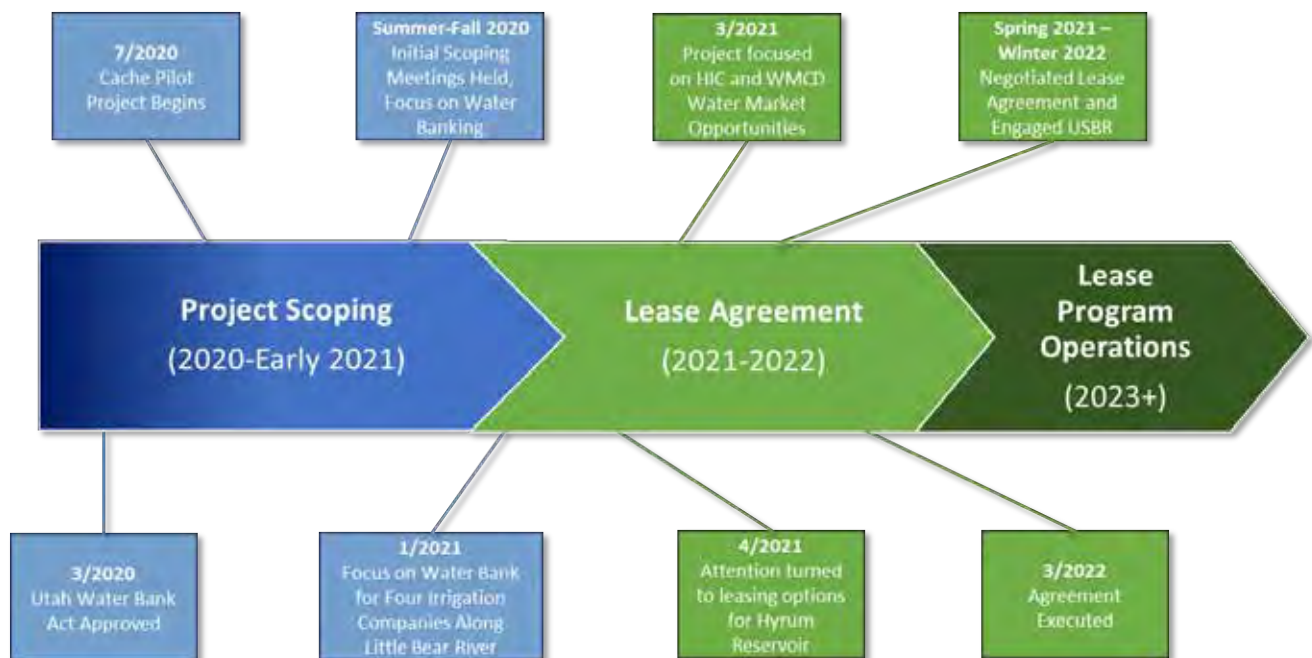 7/2020
Cache Pilot
Project Begins
Summer-Fall 2020
Initial Scoping
Meetings Held,
Focus on Water
Banking
3/2021
Project focused
on HIC and WMCD
Water Market
Opportunities
Spring 2021 –
Winter 2022
Negotiated Lease
Agreement and
Engaged USBR
Project Scoping
(2020-Early 2021)
Lease Agreement
(2021-2022)
Lease
Program
Operations
(2023+)
3/2020
Utah Water Bank
Act Approved
1/2021
Focus on Water Bank
for Four Irrigation
Companies Along
Little Bear River
4/2021
Attention turned
to leasing options
for Hyrum
Reservoir
3/2022
Agreement
Executed